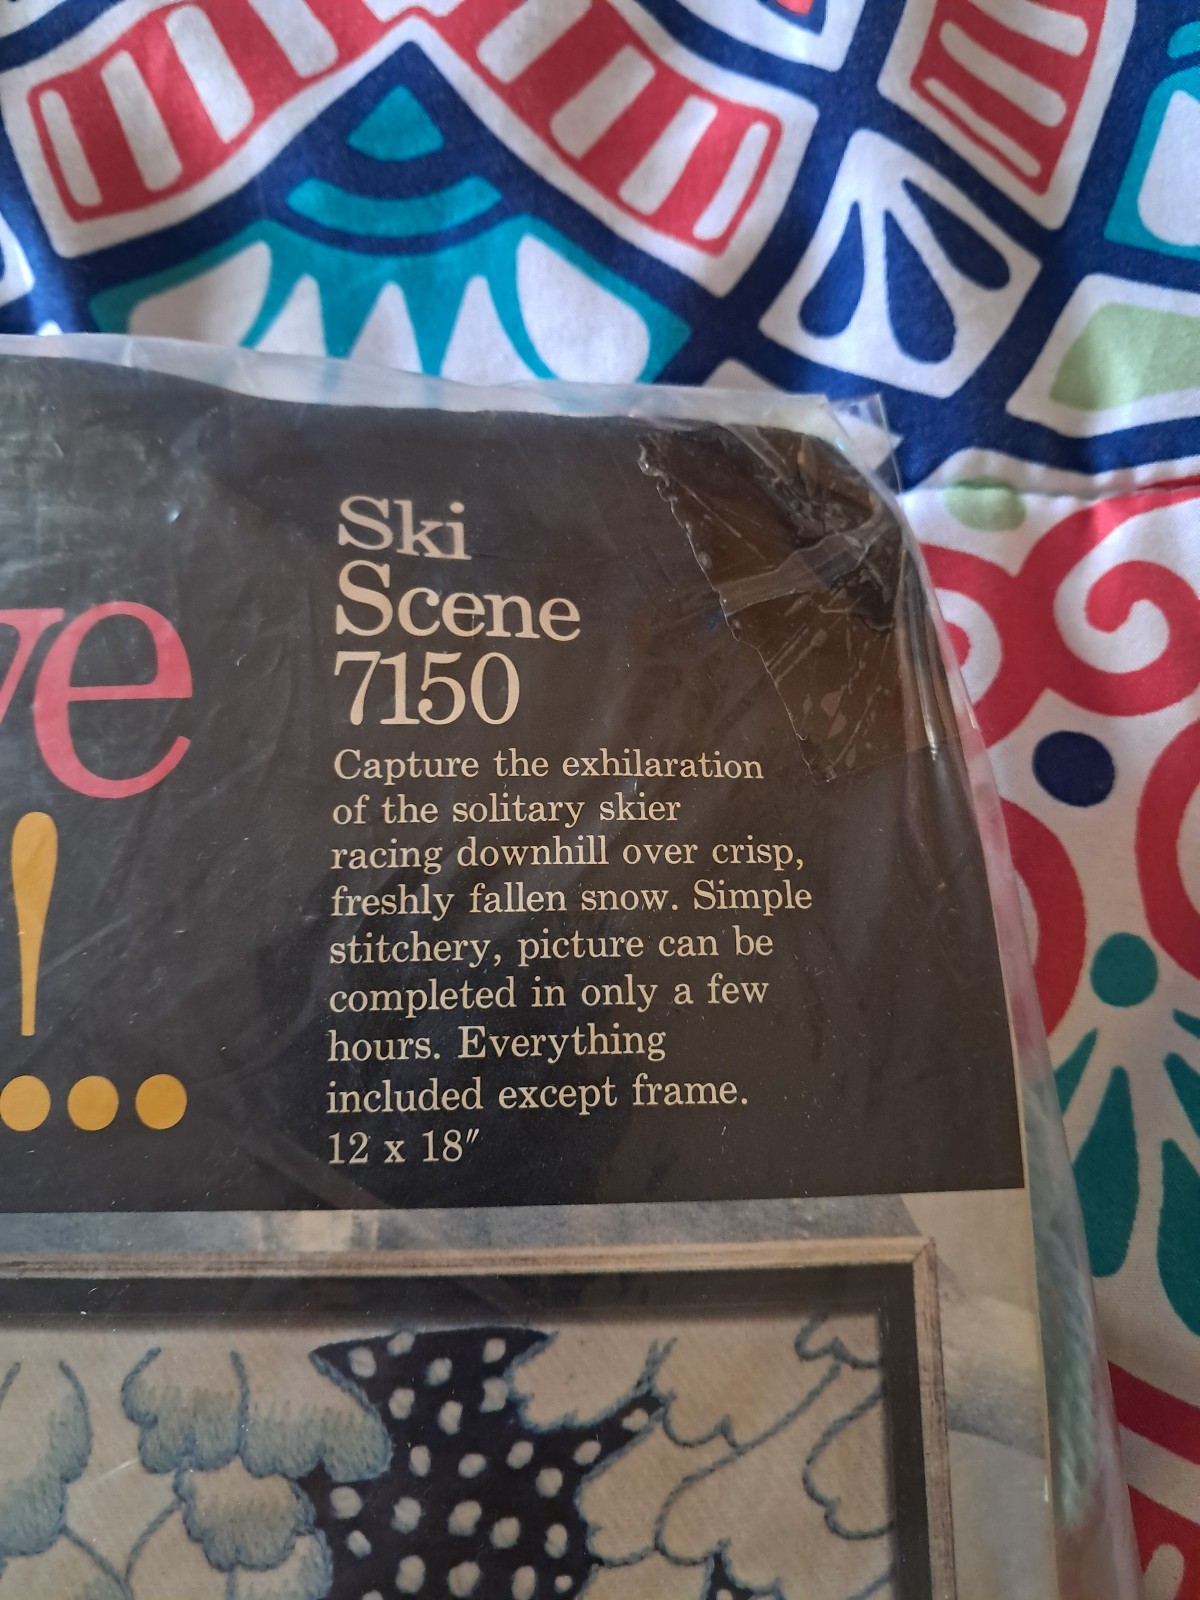 Ski
Scene
7150
Capture the exhilaration
of the solitary skier
racing downhill over crisp,
freshly fallen snow. Simple
stitchery, picture can be
completed in only a few
hours. Everything
included except frame.
12 x 18″
ve
!